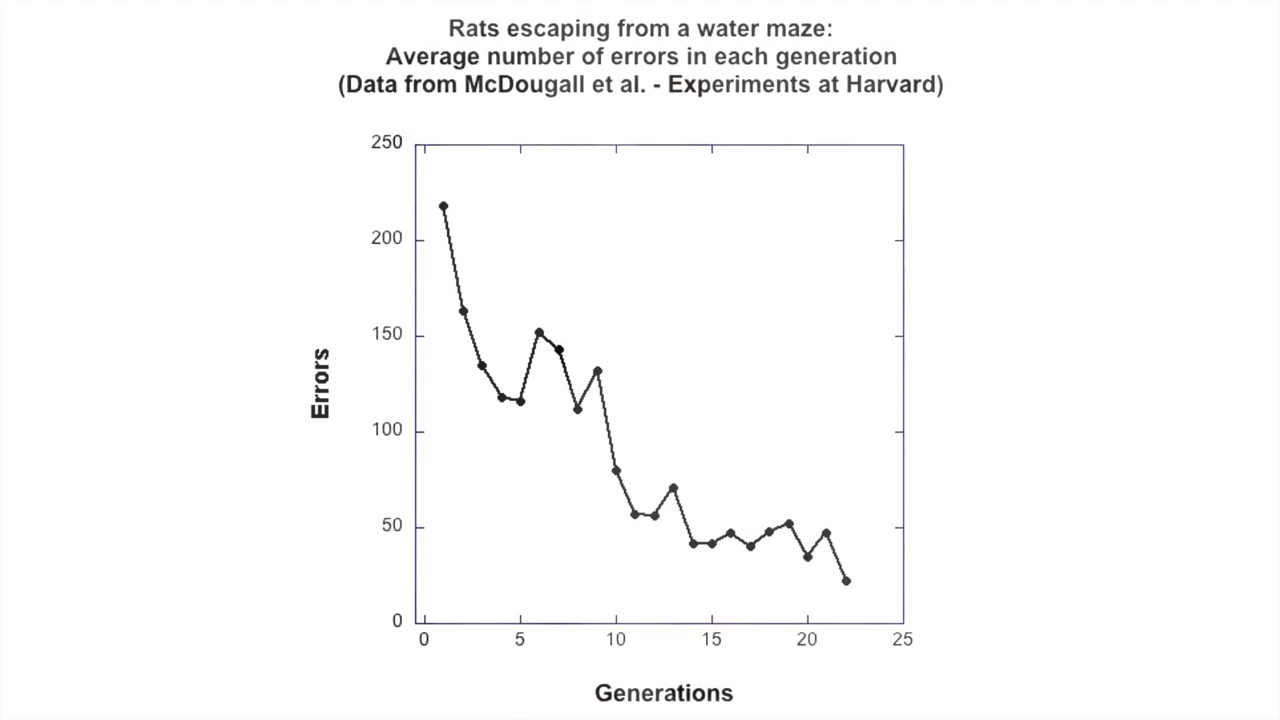 Rats escaping from a water maze:
Average number of errors in each generation
(Data from McDougall et al. - Experiments at Harvard)
250
200
150
100
50
0
Errors
0 5 10 15 20 25
Generations